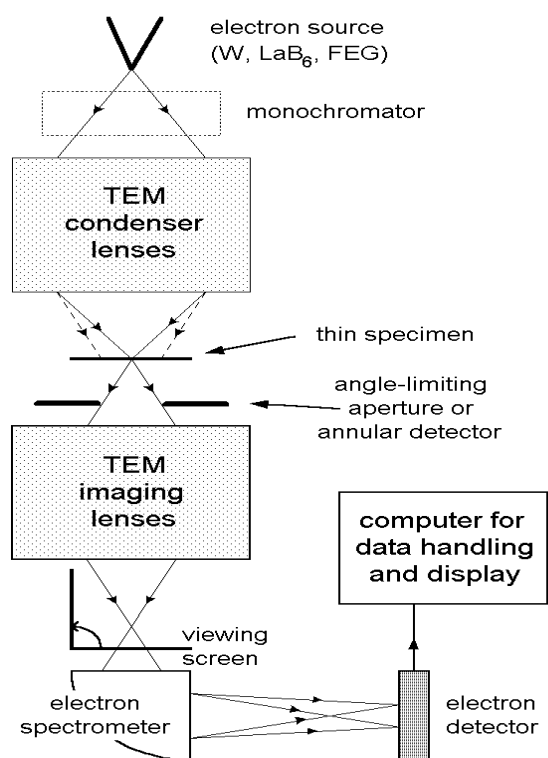 electron source
(W, LaB6, FEG)
monochromator
TEM
condenser
lenses
thin specimen
angle-limiting
aperture or
annular detector
TEM
imaging
lenses
computer for
data handling
and display
viewing
screen
electron
spectrometer
electron
detector